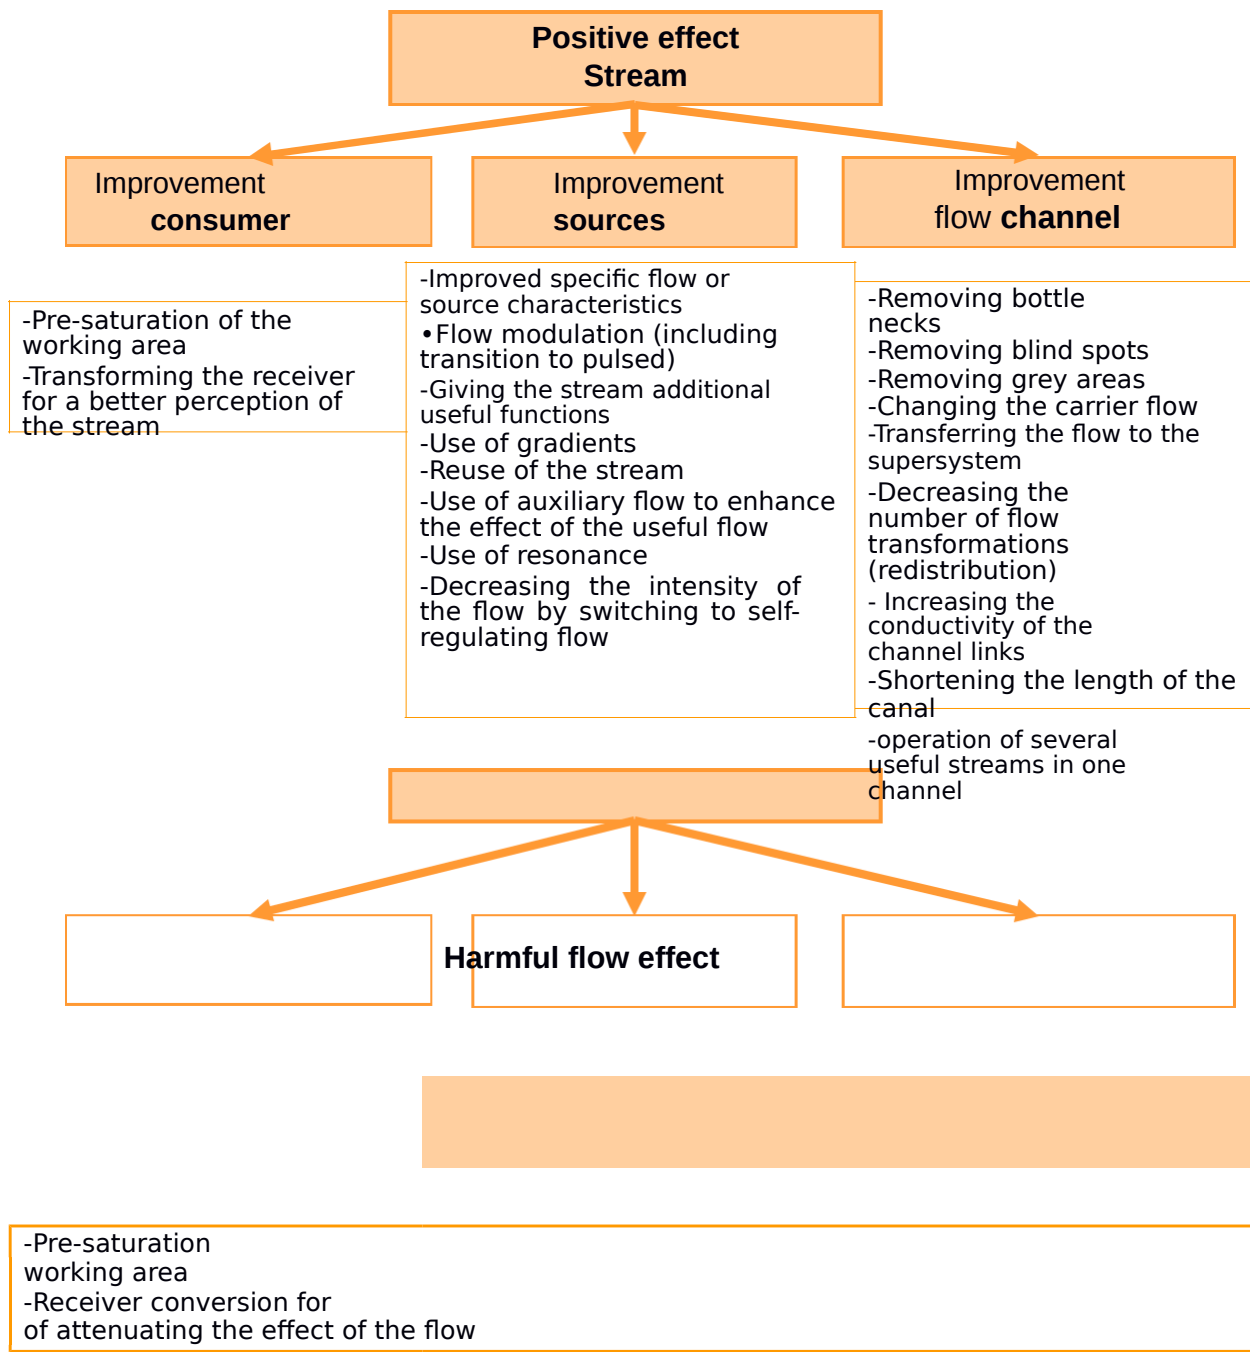 Positive effect
Stream
Improvement
consumer
Improvement
sources
Improvement
flow channel
-Pre-saturation of the
working area
-Transforming the receiver
for a better perception of
the stream
-Improved specific flow or
source characteristics
•Flow modulation (including
transition to pulsed)
-Giving the stream additional
useful functions
-Use of gradients
-Reuse of the stream
-Use of auxiliary flow to enhance
the effect of the useful flow
-Use of resonance
-Decreasing the intensity of
the flow by switching to self-
regulating flow
-Removing bottle
necks
-Removing blind spots
-Removing grey areas
-Changing the carrier flow
-Transferring the flow to the
supersystem
-Decreasing the
number of flow
transformations
(redistribution)
- Increasing the
conductivity of the
channel links
-Shortening the length of the
canal
-operation of several
useful streams in one
channel
Harmful flow effect
-Pre-saturation
working area
-Receiver conversion for
of attenuating the effect of the flow